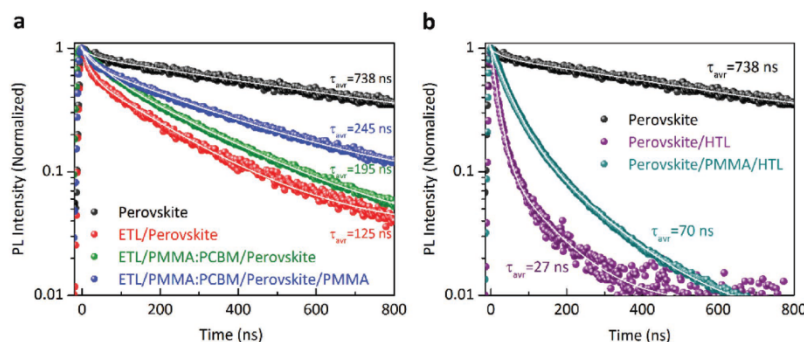 a
PL Intensity (Normalized)
1
0.1
0.01
τavr=738 ns
τavr=245 ns
τavr=195 ns
τavr=125 ns
Perovskite
ETL/Perovskite
ETL/PMMA:PCBM/Perovskite
ETL/PMMA:PCBM/Perovskite/PMMA
0 200 400 600 800
Time (ns)
b
PL Intensity (Normalized)
1
0.1
0.01
τavr=738 ns
Perovskite
Perovskite/HTL
Perovskite/PMMA/HTL
τavr=70 ns
τavr=27 ns
0 200 400 600 800
Time (ns)